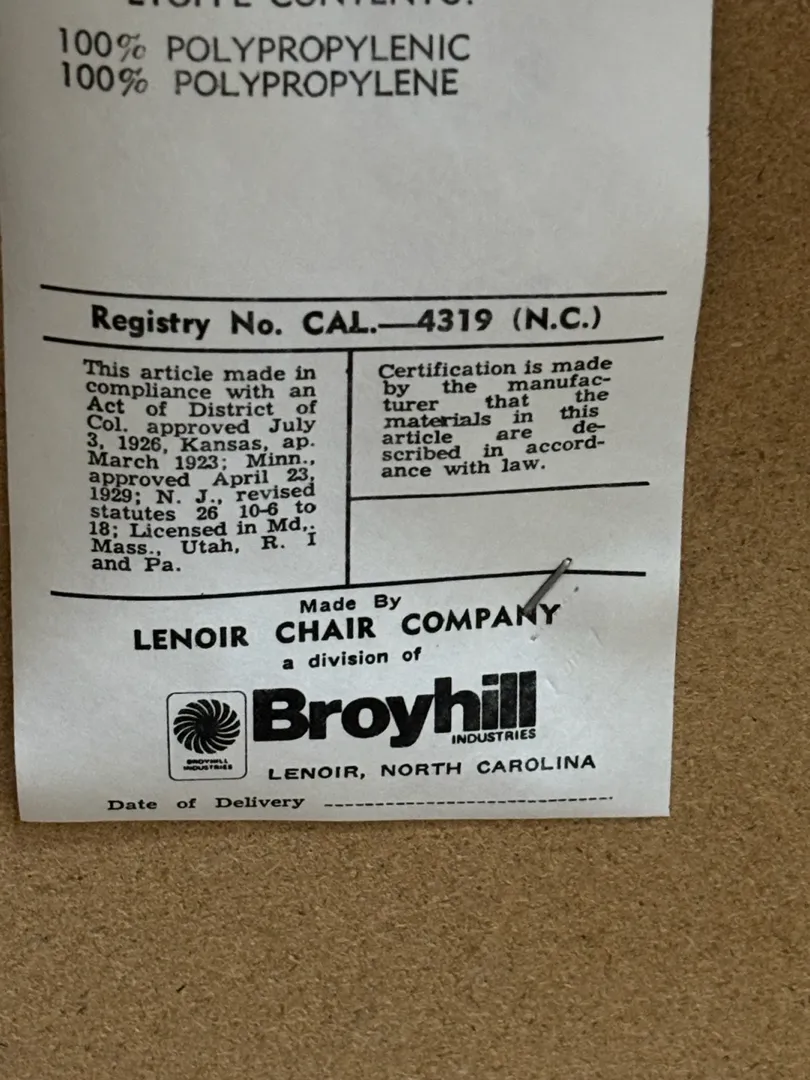 ETOFFE CONTENTS:
100% POLYPROPYLENIC
100% POLYPROPYLENE
Registry No. CAL.—4319 (N.C.)
This article made in
compliance with an
Act of District of
Col. approved July
3, 1926, Kansas, ap.
March 1923; Minn.,
approved April 23,
1929; N. J., revised
statutes 26 10-6 to
18; Licensed in Md,.
Mass., Utah, R. I
and Pa.
Certification is made
by the manufac-
turer that the
materials in this
article are de-
scribed in accord-
ance with law.
Made By
LENOIR CHAIR COMPANY
a division of
BROYHILL
INDUSTRIES
Broyhill
INDUSTRIES
LENOIR, NORTH CAROLINA
Date of Delivery